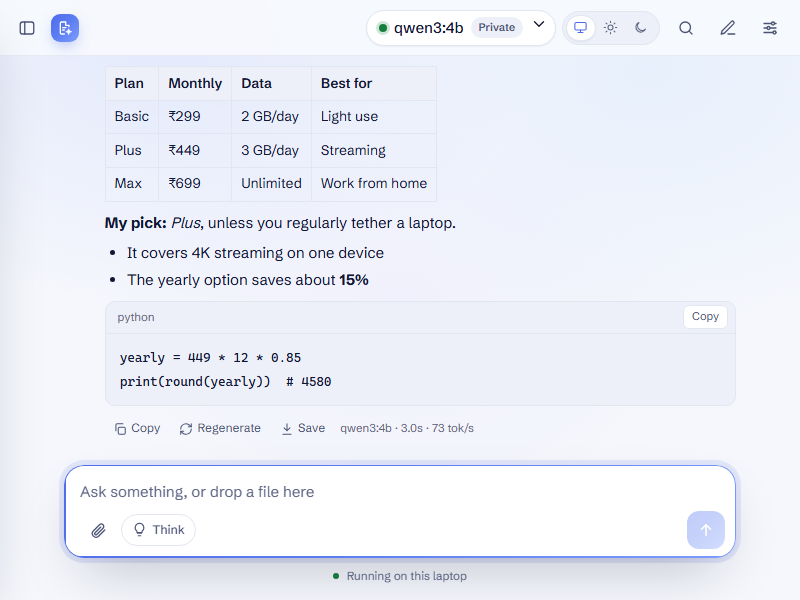 qwen3:4b Private
Plan Monthly Data Best for
Basic ₹299 2 GB/day Light use
Plus ₹449 3 GB/day Streaming
Max ₹699 Unlimited Work from home
My pick: Plus, unless you regularly tether a laptop.
• It covers 4K streaming on one device
• The yearly option saves about 15%
python Copy
yearly = 449 * 12 * 0.85
print(round(yearly))  # 4580
Copy Regenerate Save qwen3:4b · 3.0s · 73 tok/s
Ask something, or drop a file here
Think
Running on this laptop